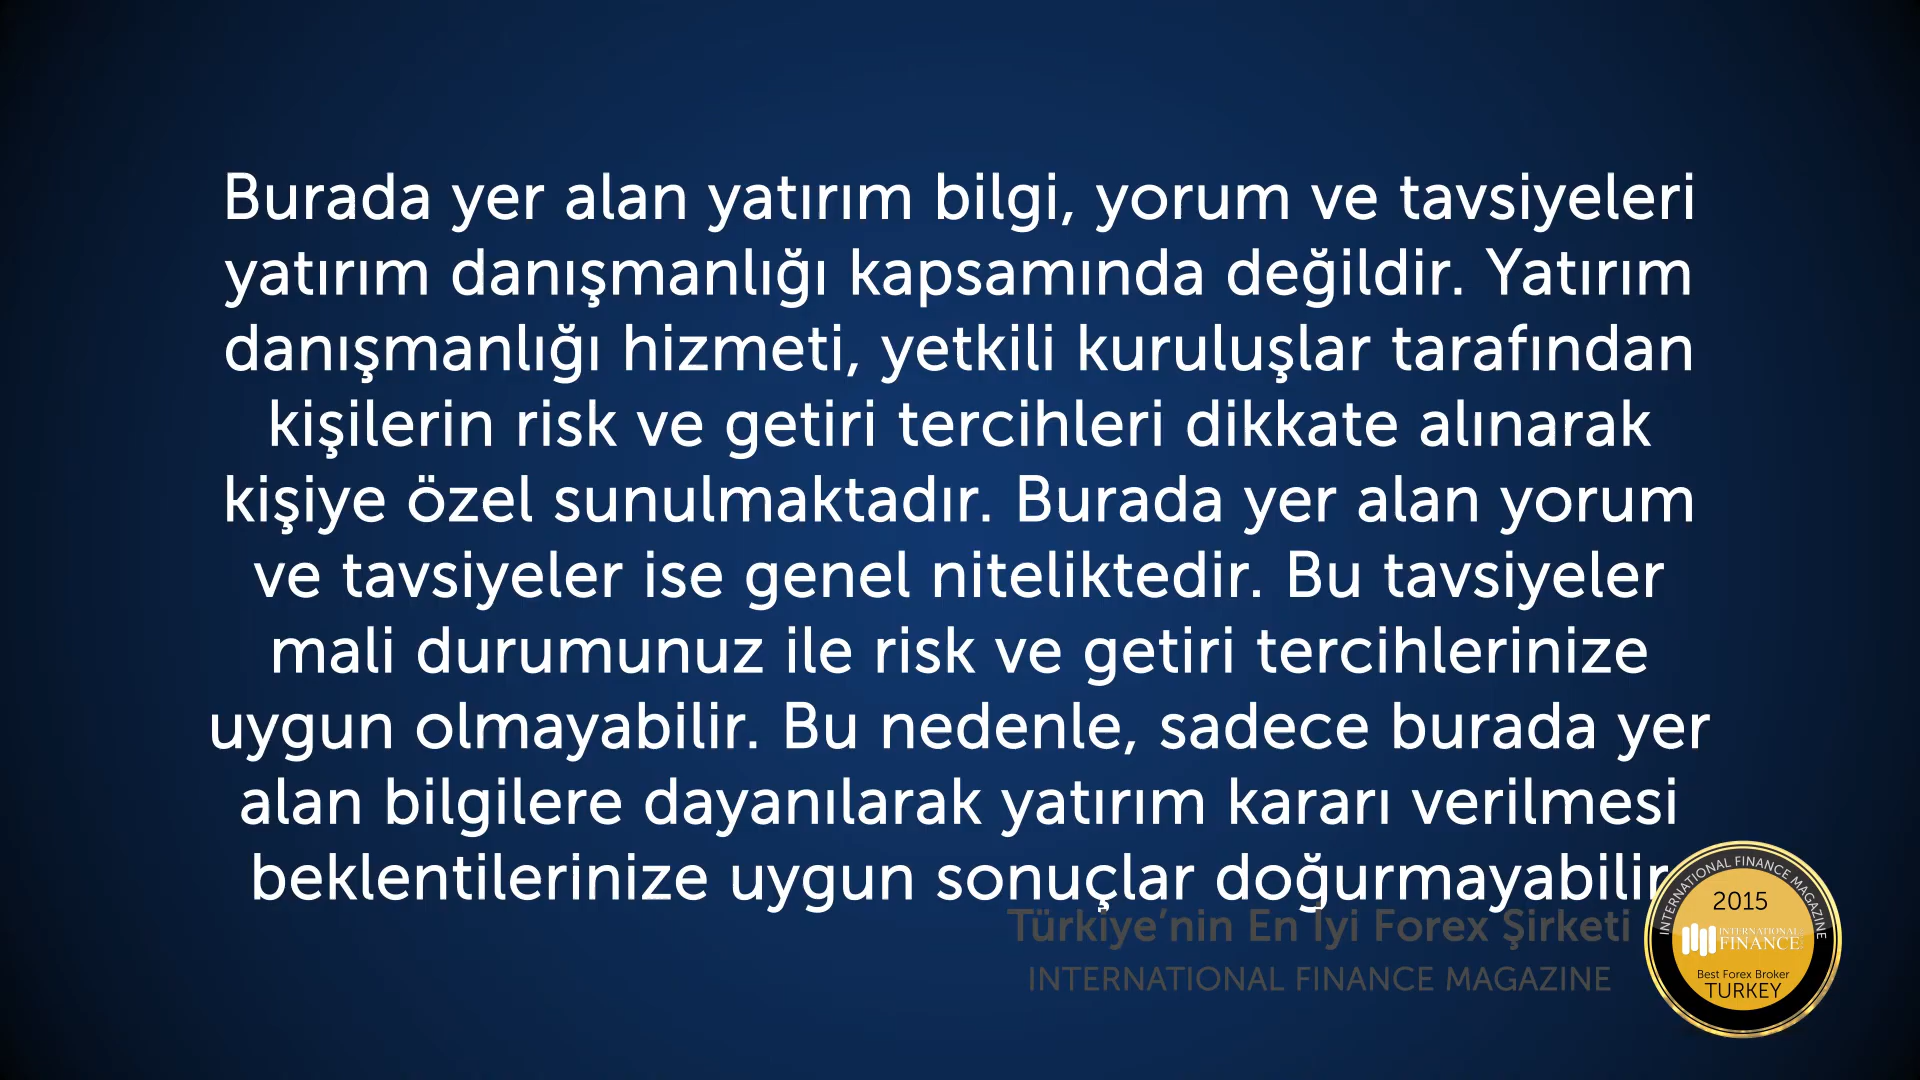 Burada yer alan yatırım bilgi, yorum ve tavsiyeleri
yatırım danışmanlığı kapsamında değildir. Yatırım
danışmanlığı hizmeti, yetkili kuruluşlar tarafından
kişilerin risk ve getiri tercihleri dikkate alınarak
kişiye özel sunulmaktadır. Burada yer alan yorum
ve tavsiyeler ise genel niteliktedir. Bu tavsiyeler
mali durumunuz ile risk ve getiri tercihlerinize
uygun olmayabilir. Bu nedenle, sadece burada yer
alan bilgilere dayanılarak yatırım kararı verilmesi
beklentilerinize uygun sonuçlar doğurmayabilir
Türkiye’nin En İyi Forex Şirketi
INTERNATIONAL FINANCE MAGAZINE
INTERNATIONAL FINANCE MAGAZINE
2015
INTERNATIONAL
FINANCE
Best Forex Broker
TURKEY